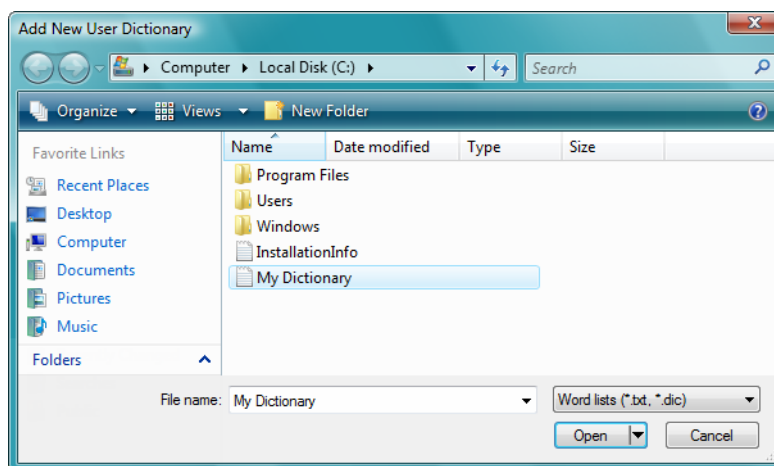 Add New User Dictionary
Computer Local Disk (C:) Search
Organize Views New Folder
Favorite Links
Recent Places
Desktop
Computer
Documents
Pictures
Music
Folders
Name Date modified Type Size
Program Files
Users
Windows
InstallationInfo
My Dictionary
File name: My Dictionary Word lists (*.txt, *.dic)
Open Cancel